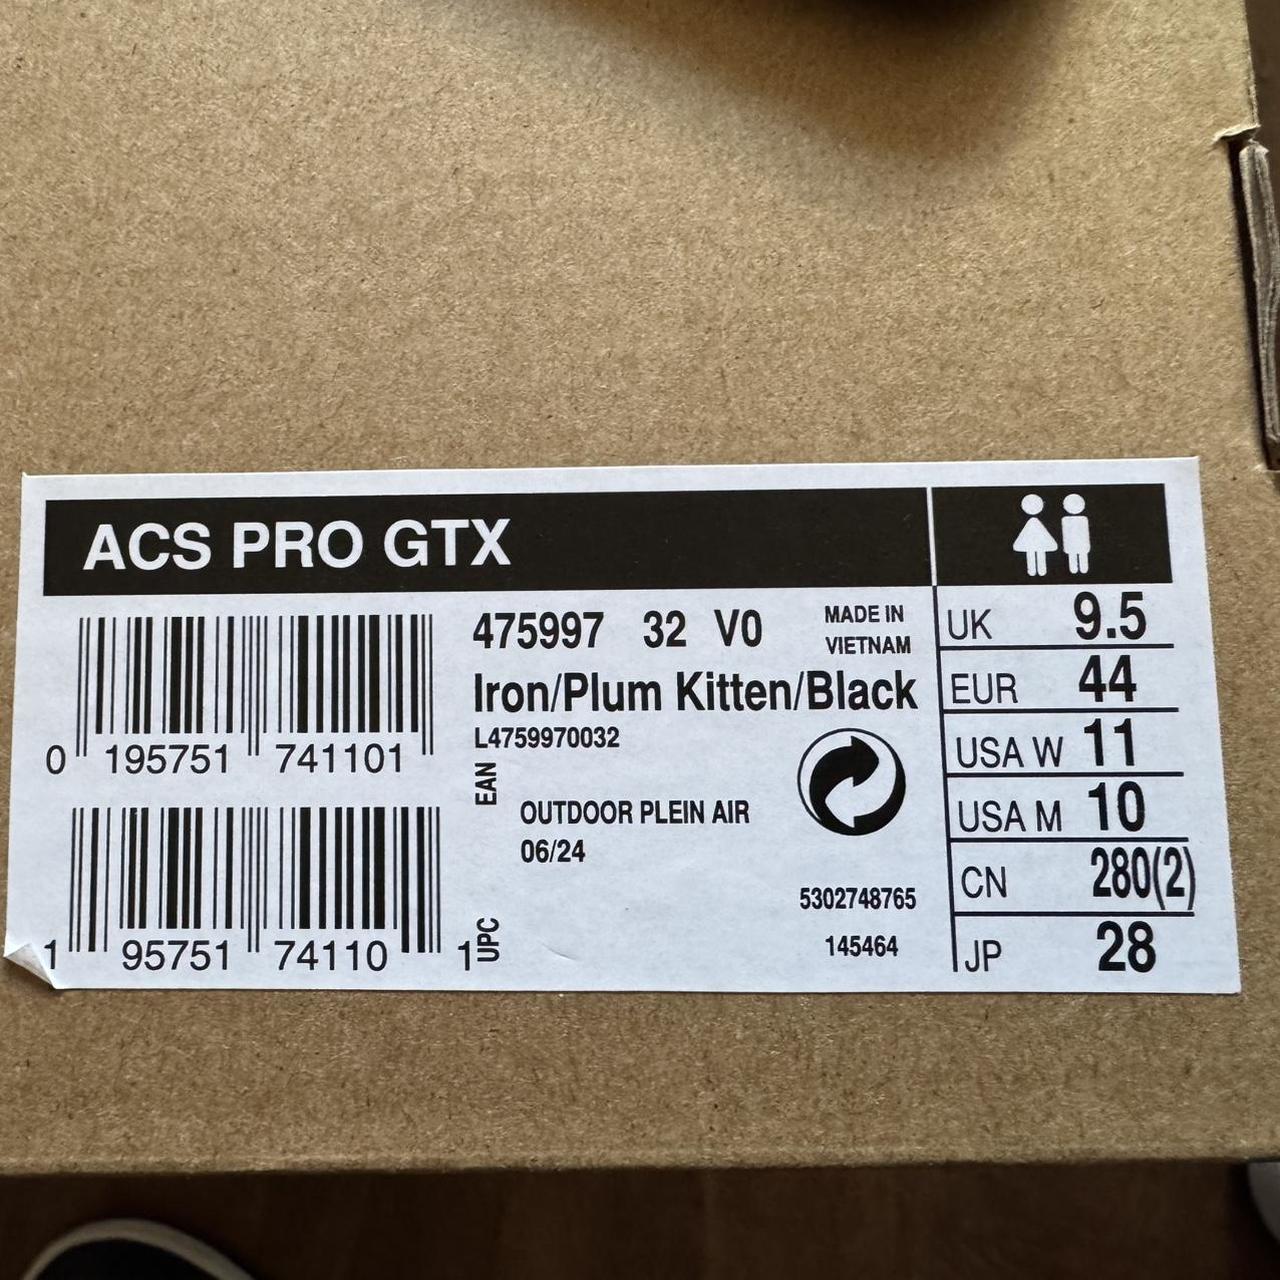 ACS PRO GTX
475997 32 V0
MADE IN
VIETNAM
Iron/Plum Kitten/Black
L4759970032
0 195751 741101
EAN
OUTDOOR PLEIN AIR
06/24
1 95751 74110 1
UPC
5302748765
145464
UK 9.5
EUR 44
USA W 11
USA M 10
CN 280(2)
JP 28